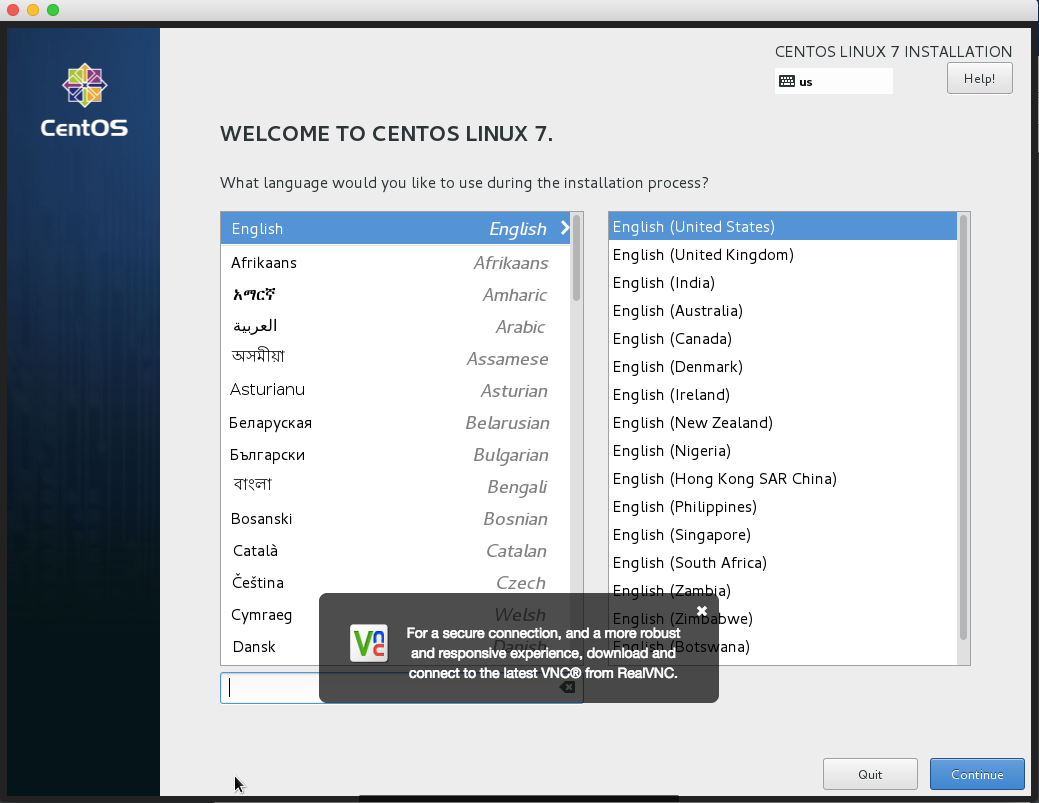 CentOS
CENTOS LINUX 7 INSTALLATION
us
Help!
WELCOME TO CENTOS LINUX 7.
What language would you like to use during the installation process?
English English
Afrikaans Afrikaans
አማርኛ Amharic
العربية Arabic
অসমীয়া Assamese
Asturianu Asturian
Беларуская Belarusian
Български Bulgarian
বাংলা Bengali
Bosanski Bosnian
Català Catalan
Čeština Czech
Cymraeg Welsh
Dansk Danish
English (United States)
English (United Kingdom)
English (India)
English (Australia)
English (Canada)
English (Denmark)
English (Ireland)
English (New Zealand)
English (Nigeria)
English (Hong Kong SAR China)
English (Philippines)
English (Singapore)
English (South Africa)
English (Zambia)
English (Zimbabwe)
English (Botswana)
Vnc
For a secure connection, and a more robust
and responsive experience, download and
connect to the latest VNC® from RealVNC.
Quit
Continue